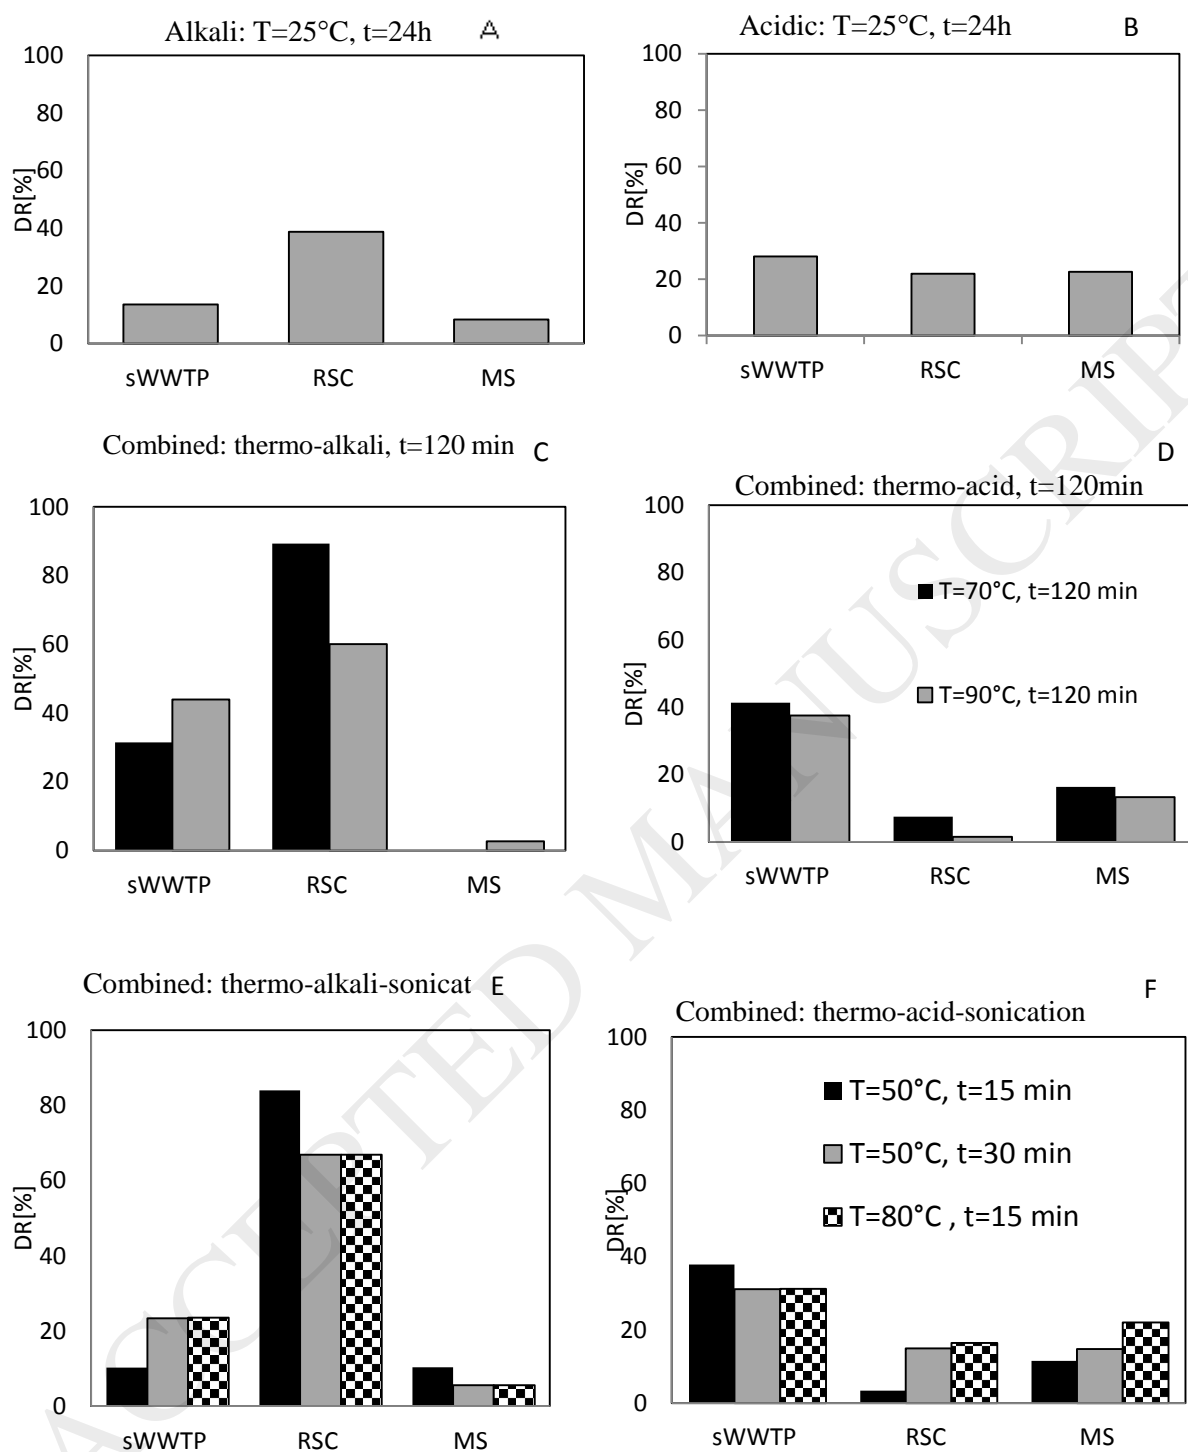 Alkali: T=25°C, t=24h A
100
80
60
40
20
0
DR[%]
sWWTP RSC MS
Acidic: T=25°C, t=24h B
100
80
60
40
20
0
DR[%]
sWWTP RSC MS
Combined: thermo-alkali, t=120 min C
100
80
60
40
20
0
DR[%]
sWWTP RSC MS
D
Combined: thermo-acid, t=120min
100
80
60
40
20
0
DR[%]
T=70°C, t=120 min
T=90°C, t=120 min
sWWTP RSC MS
Combined: thermo-alkali-sonicat E
100
80
60
40
20
0
DR[%]
sWWTP RSC MS
F
Combined: thermo-acid-sonication
100
80
60
40
20
0
DR[%]
T=50°C, t=15 min
T=50°C, t=30 min
T=80°C , t=15 min
sWWTP RSC MS
ACCEPTED MANUSCRIPT